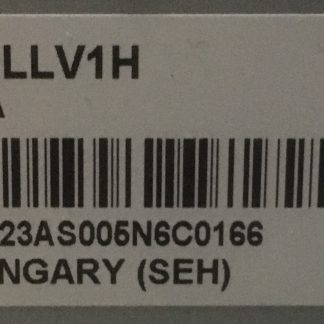 LLV1H
A
23AS005N6C0166
NGARY (SEH)